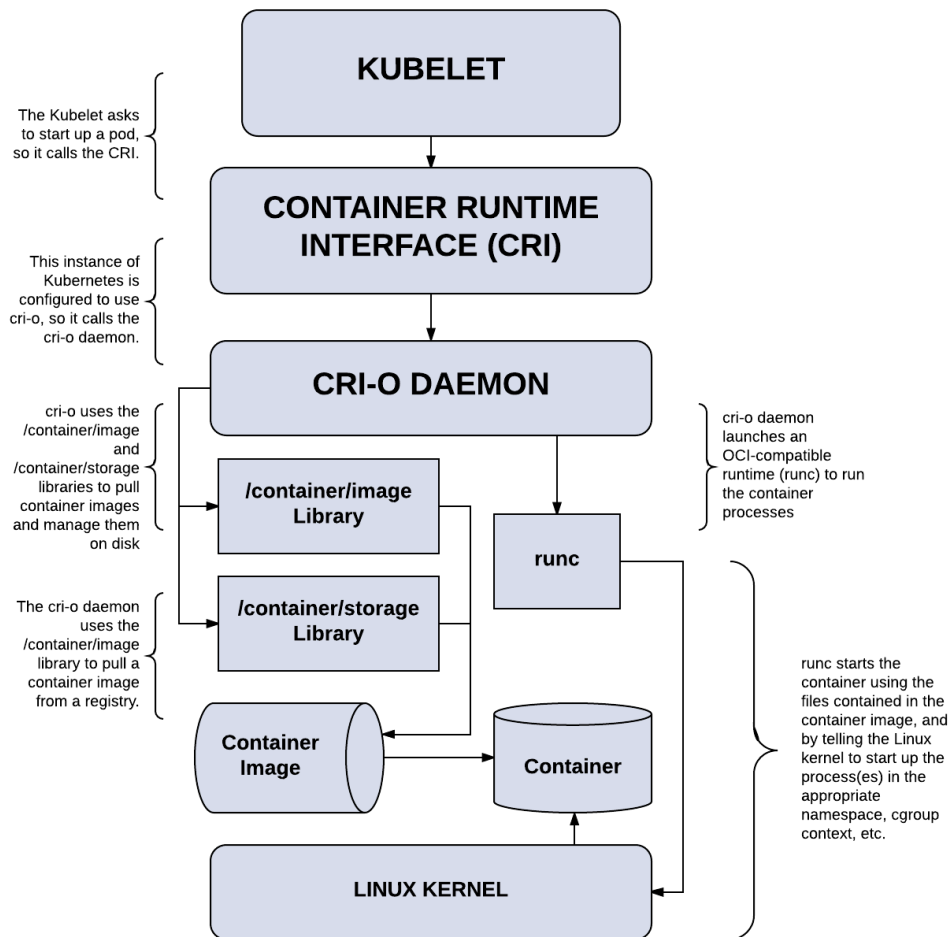 KUBELET
The Kubelet asks
to start up a pod,
so it calls the CRI.
CONTAINER RUNTIME
INTERFACE (CRI)
This instance of
Kubernetes is
configured to use
cri-o, so it calls the
cri-o daemon.
CRI-O DAEMON
cri-o uses the
/container/image
and
/container/storage
libraries to pull
container images
and manage them
on disk
cri-o daemon
launches an
OCI-compatible
runtime (runc) to run
the container
processes
/container/image
Library
runc
/container/storage
Library
The cri-o daemon
uses the
/container/image
library to pull a
container image
from a registry.
runc starts the
container using the
files contained in the
container image, and
by telling the Linux
kernel to start up the
process(es) in the
appropriate
namespace, cgroup
context, etc.
Container
Image
Container
LINUX KERNEL